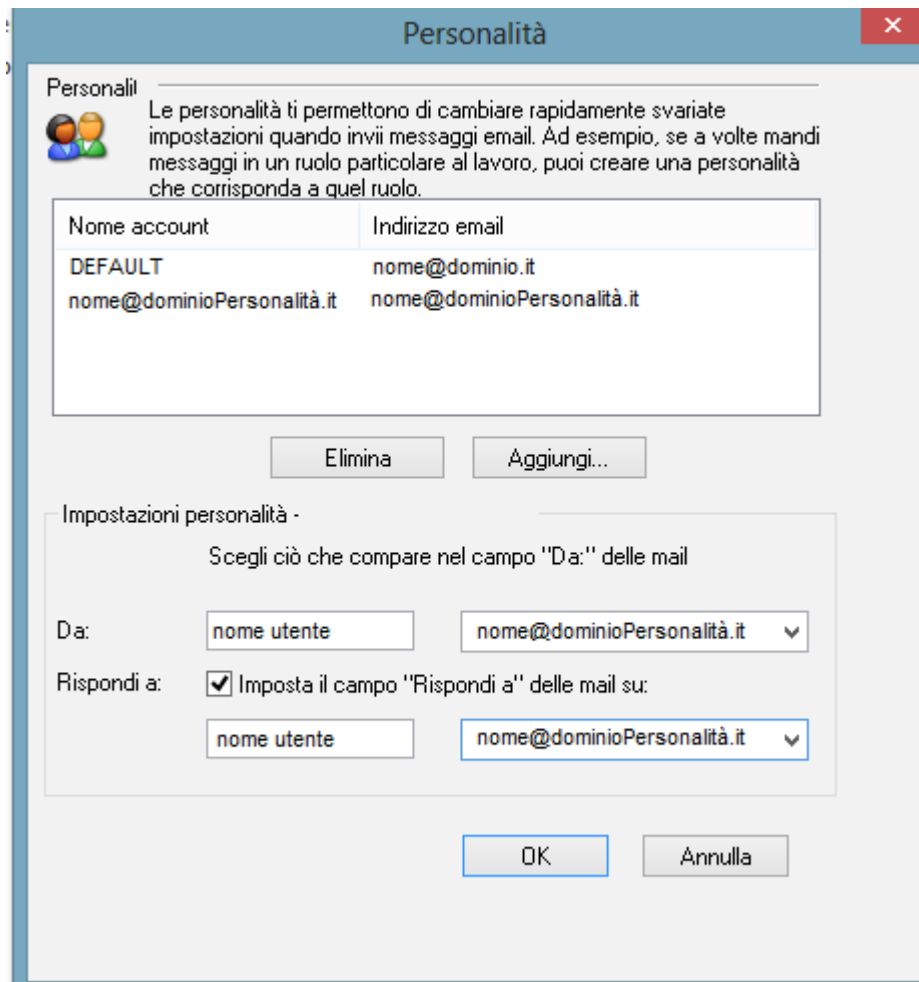 Personalità
Personalit
Le personalità ti permettono di cambiare rapidamente svariate
impostazioni quando invii messaggi email. Ad esempio, se a volte mandi
messaggi in un ruolo particolare al lavoro, puoi creare una personalità
che corrisponda a quel ruolo.
Nome account Indirizzo email
DEFAULT nome@dominio.it
nome@dominioPersonalità.it nome@dominioPersonalità.it
Elimina Aggiungi...
Impostazioni personalità -
Scegli ciò che compare nel campo "Da:" delle mail
Da: nome utente nome@dominioPersonalità.it
Rispondi a: Imposta il campo "Rispondi a" delle mail su:
nome utente nome@dominioPersonalità.it
OK Annulla